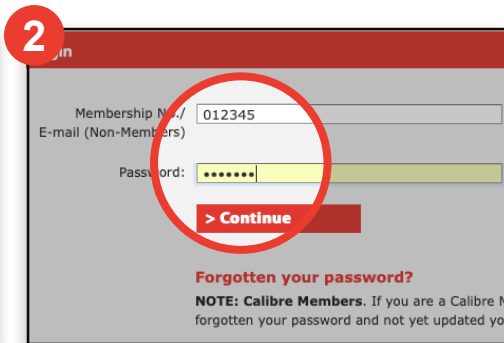 2
gin
Membership No./
012345
E-mail (Non-Members)
Password:
•••••••
> Continue
Forgotten your password?
NOTE: Calibre Members. If you are a Calibre
forgotten your password and not yet updated